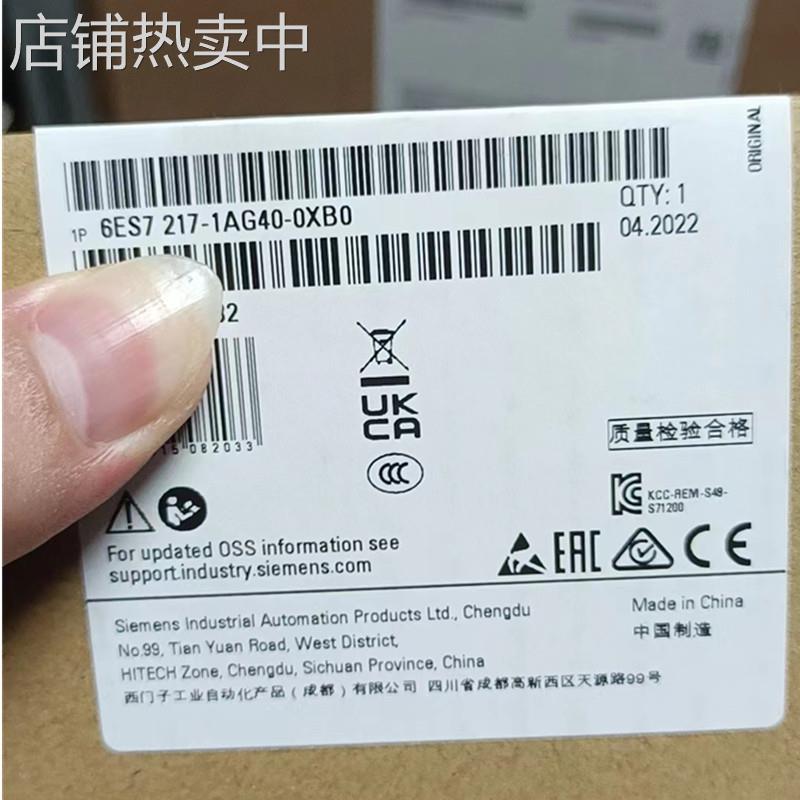 店铺热卖中
ORIGINAL
1P 6ES7 217-1AG40-0XB0
QTY: 1
04.2022
32
15 082033
UK
CA
CCC
质量检验合格
KCC-REM-S49-
S71200
For updated OSS information see
support.industry.siemens.com
EAC
CE
Siemens Industrial Automation Products Ltd., Chengdu
No.99, Tian Yuan Road, West District,
HITECH Zone, Chengdu, Sichuan Province, China
西门子工业自动化产品（成都）有限公司 四川省成都高新西区天源路99号
Made in China
中国制造